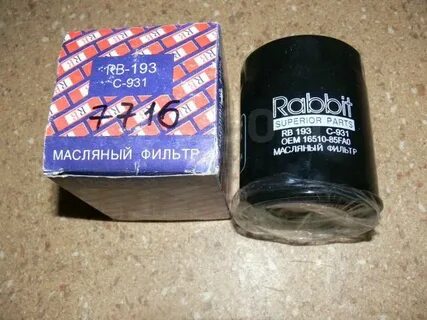 RB-193
C-931
7716
МАСЛЯНЫЙ ФИЛЬТР
Rabbit
SUPERIOR PARTS
RB 193 C-931
OEM 16510-85FA0
МАСЛЯНЫЙ ФИЛЬТР